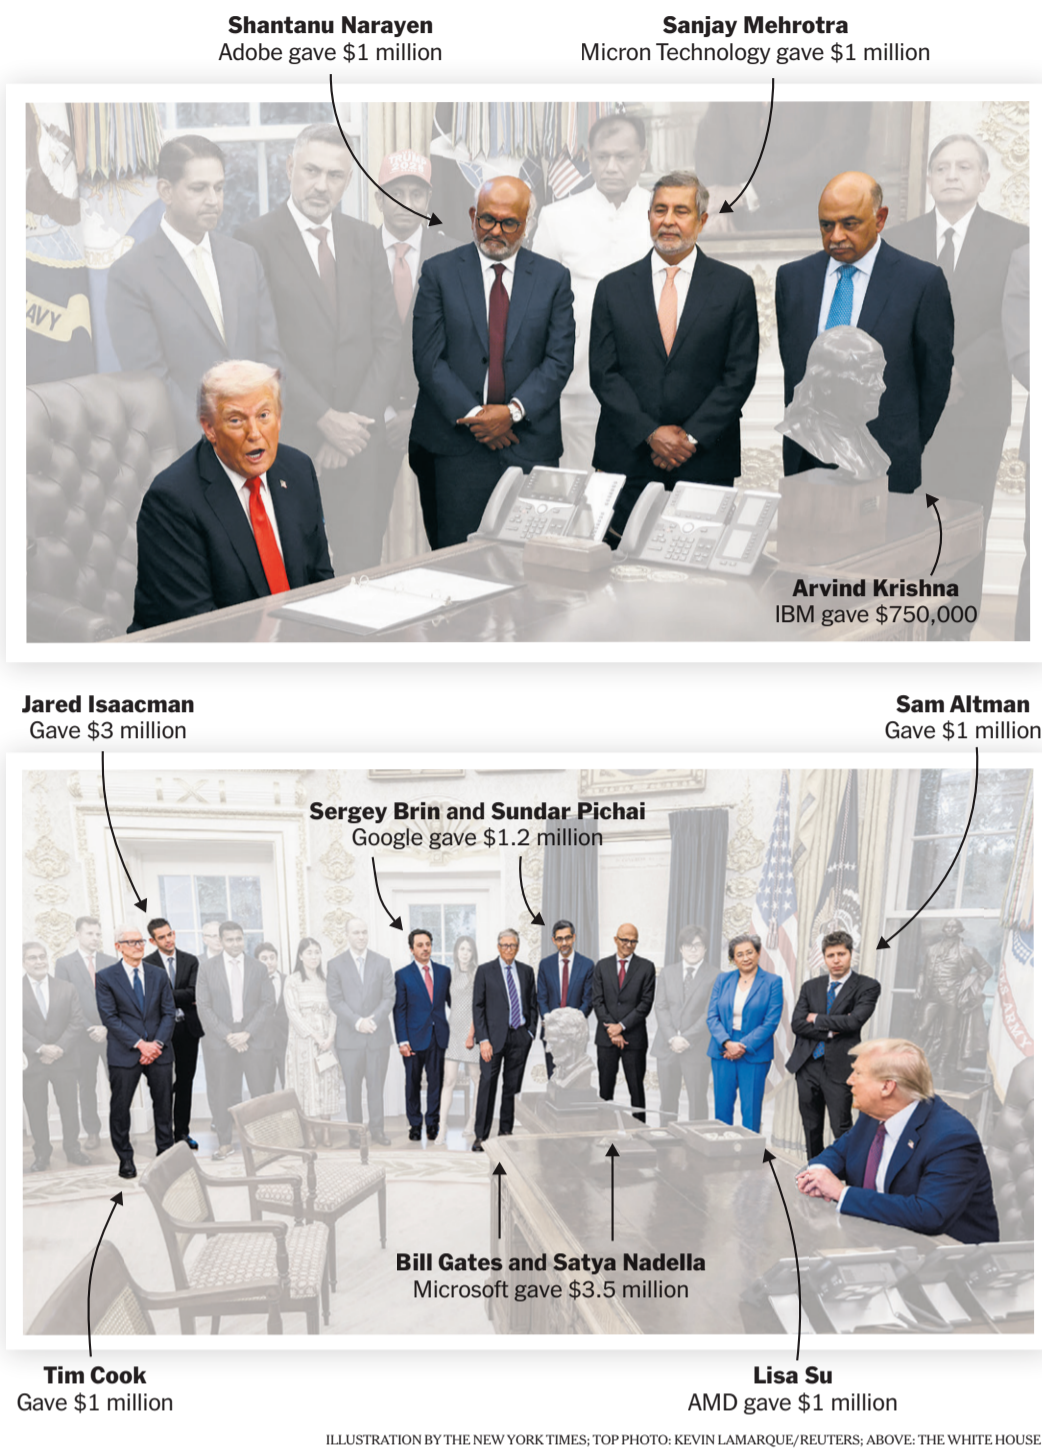 Shantanu Narayen
Adobe gave $1 million
Sanjay Mehrotra
Micron Technology gave $1 million
TRUMP
AVY
Arvind Krishna
IBM gave $750,000
Jared Isaacman
Gave $3 million
Sam Altman
Gave $1 million
Sergey Brin and Sundar Pichai
Google gave $1.2 million
ARMY
Bill Gates and Satya Nadella
Microsoft gave $3.5 million
Tim Cook
Gave $1 million
Lisa Su
AMD gave $1 million
ILLUSTRATION BY THE NEW YORK TIMES; TOP PHOTO: KEVIN LAMARQUE/REUTERS; ABOVE: THE WHITE HOUSE